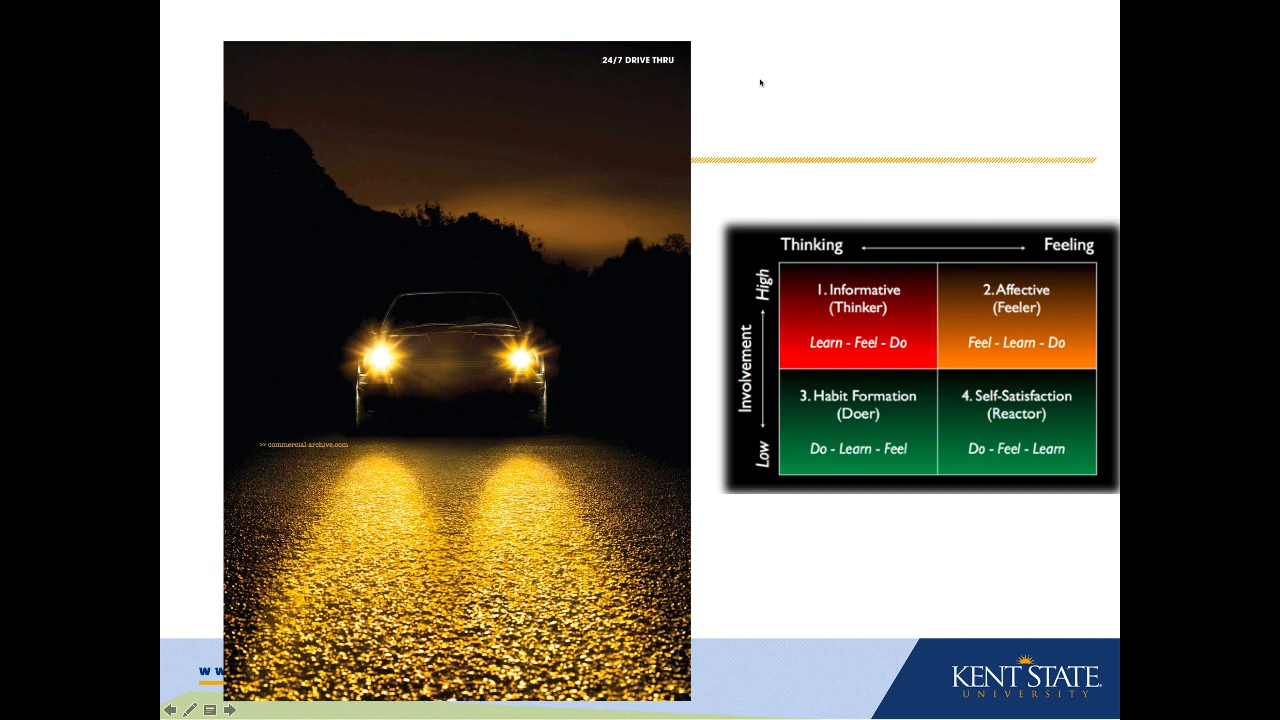 24/7 DRIVE THRU
>> commercial-archive.com
Thinking
Feeling
Involvement
High
Low
1. Informative
(Thinker)
Learn - Feel - Do
2. Affective
(Feeler)
Feel - Learn - Do
3. Habit Formation
(Doer)
Do - Learn - Feel
4. Self-Satisfaction
(Reactor)
Do - Feel - Learn
KENT STATE
UNIVERSITY